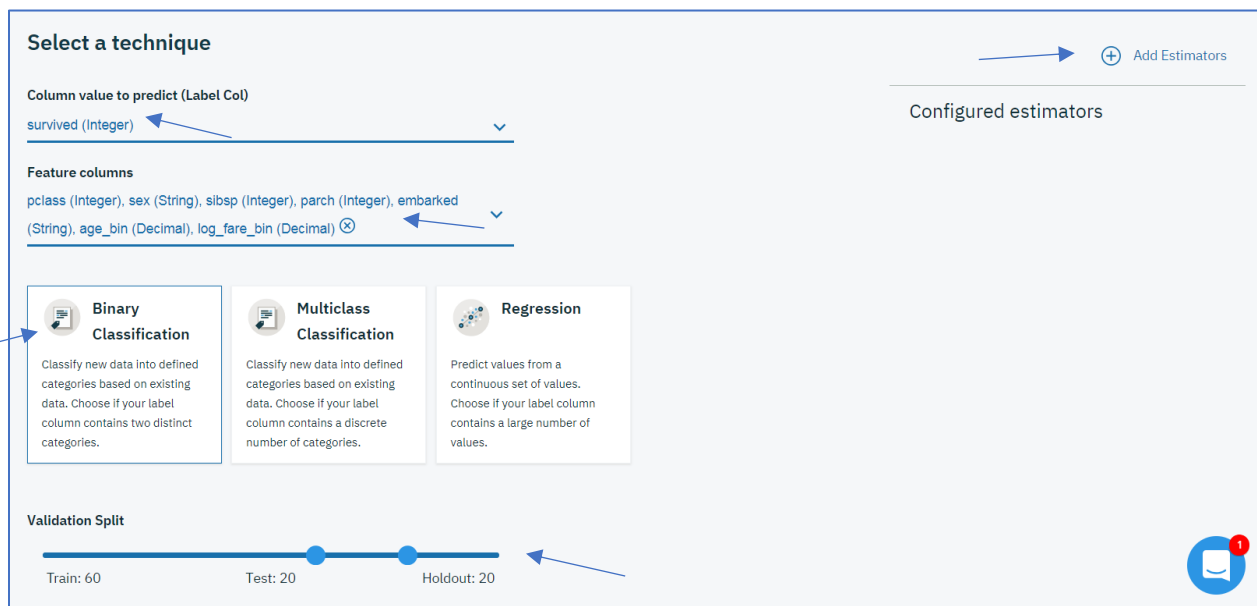 Select a technique
Add Estimators
Column value to predict (Label Col)
Configured estimators
survived (Integer)
Feature columns
pclass (Integer), sex (String), sibsp (Integer), parch (Integer), embarked
(String), age_bin (Decimal), log_fare_bin (Decimal)
Binary
Classification
Classify new data into defined
categories based on existing
data. Choose if your label
column contains two distinct
categories.
Multiclass
Classification
Classify new data into defined
categories based on existing
data. Choose if your label
column contains a discrete
number of categories.
Regression
Predict values from a
continuous set of values.
Choose if your label column
contains a large number of
values.
Validation Split
Train: 60 Test: 20 Holdout: 20
1